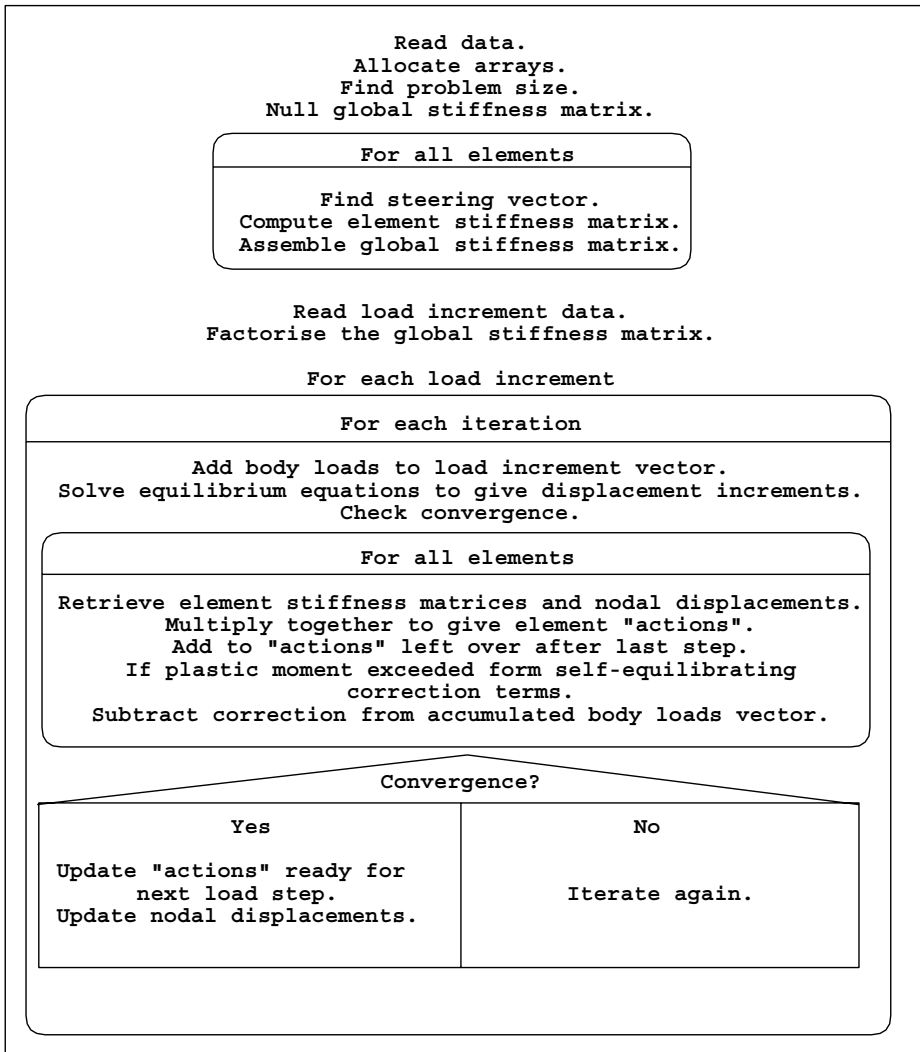 Read data.
Allocate arrays.
Find problem size.
Null global stiffness matrix.
For all elements
Find steering vector.
Compute element stiffness matrix.
Assemble global stiffness matrix.
Read load increment data.
Factorise the global stiffness matrix.
For each load increment
For each iteration
Add body loads to load increment vector.
Solve equilibrium equations to give displacement increments.
Check convergence.
For all elements
Retrieve element stiffness matrices and nodal displacements.
Multiply together to give element "actions".
Add to "actions" left over after last step.
If plastic moment exceeded form self-equilibrating
correction terms.
Subtract correction from accumulated body loads vector.
Convergence?
Yes
Update "actions" ready for
next load step.
Update nodal displacements.
No
Iterate again.